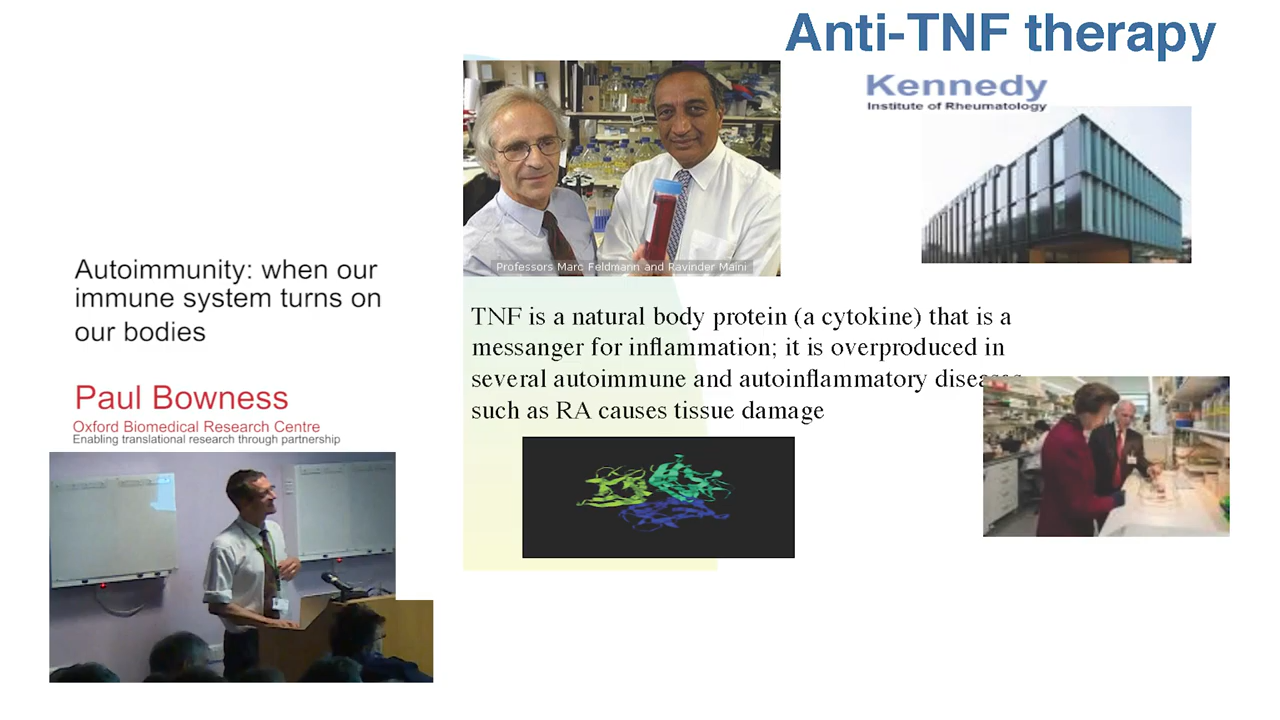 Anti-TNF therapy
Kennedy
Institute of Rheumatology
Professors Marc Feldmann and Ravinder Maini
Autoimmunity: when our
immune system turns on
our bodies
Paul Bowness
Oxford Biomedical Research Centre
Enabling translational research through partnership
TNF is a natural body protein (a cytokine) that is a
messanger for inflammation; it is overproduced in
several autoimmune and autoinflammatory diseases
such as RA causes tissue damage